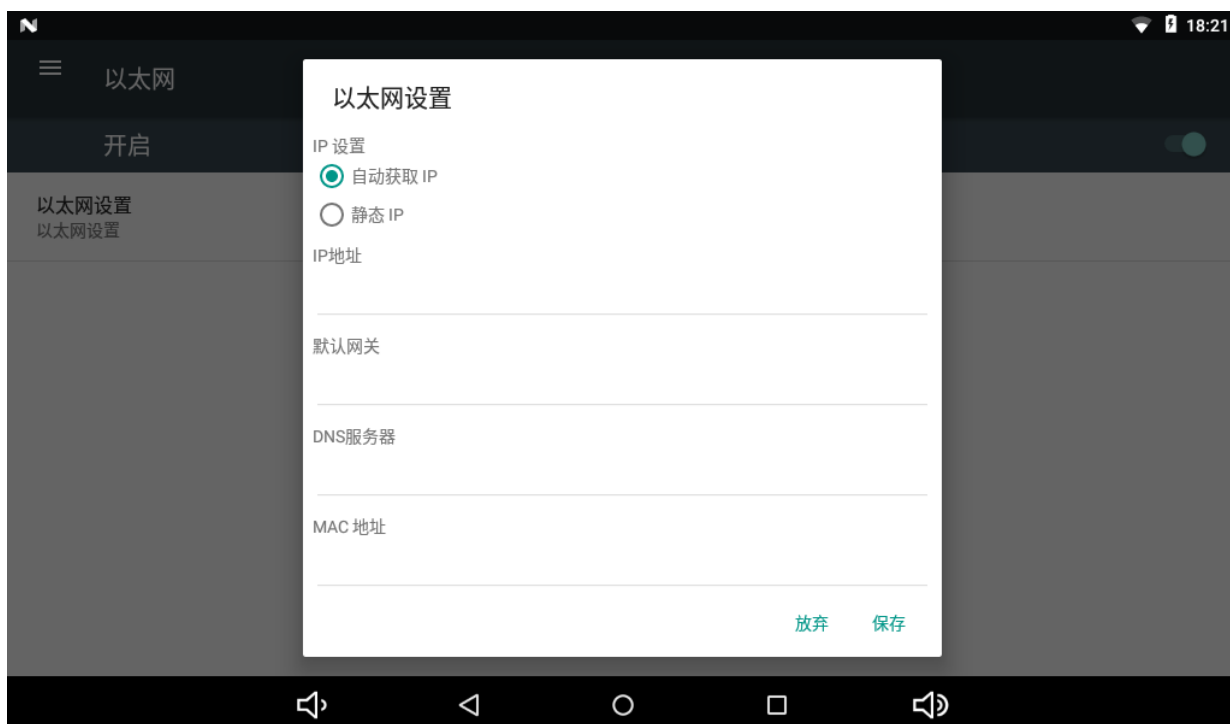 18:21
以太网
开启
以太网设置
以太网设置
以太网设置
IP 设置
自动获取 IP
静态 IP
IP地址
默认网关
DNS服务器
MAC 地址
放弃 保存